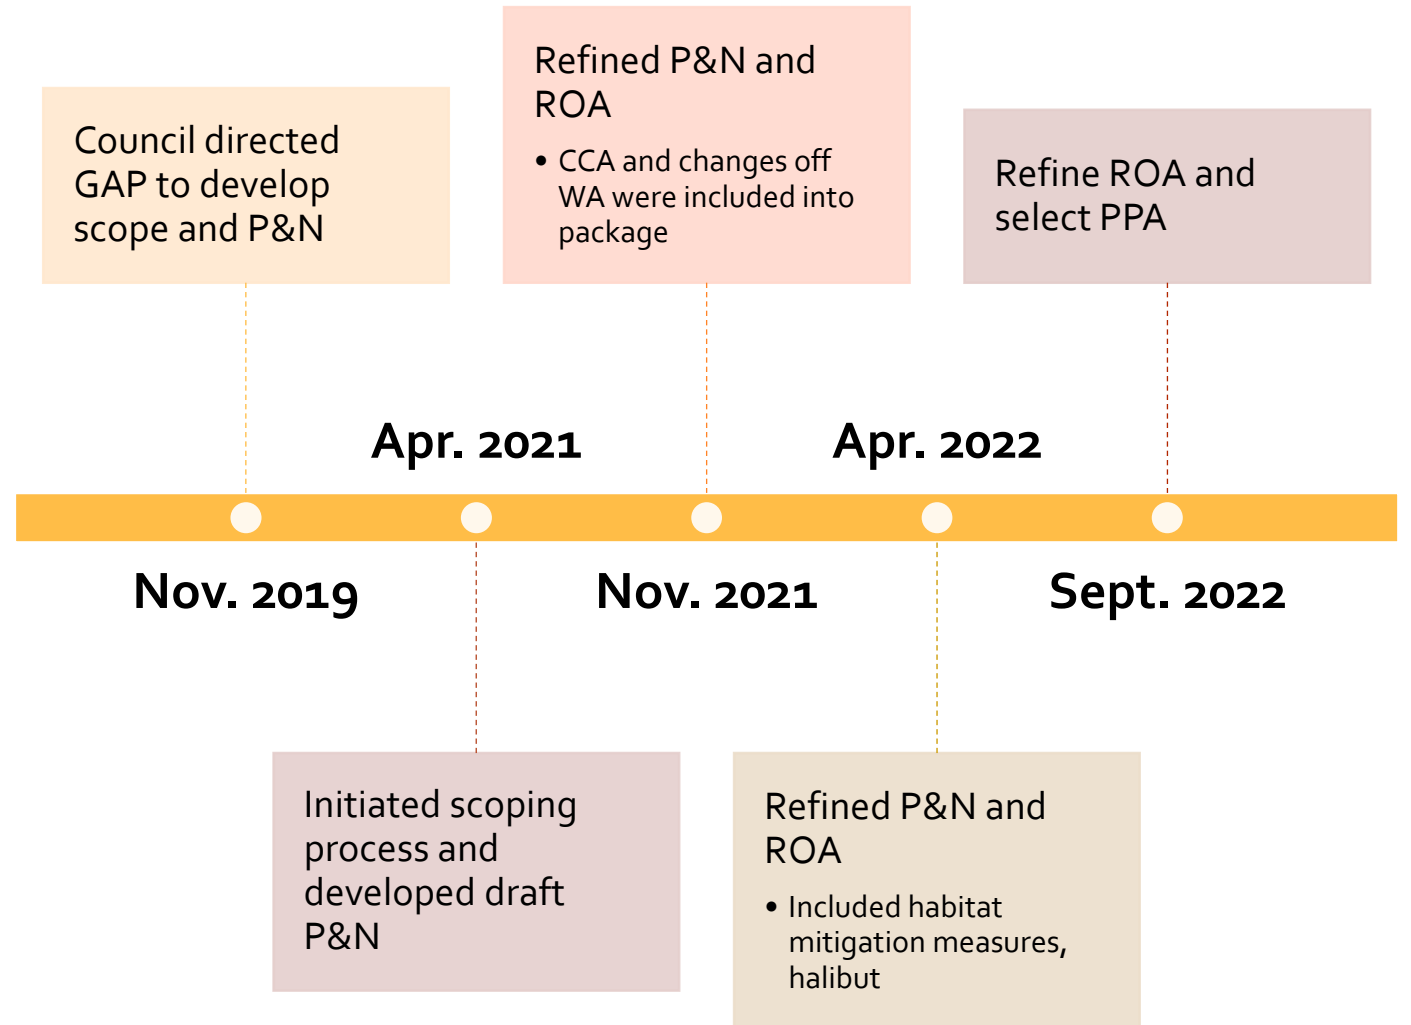 Council directed
GAP to develop
scope and P&N
Refined P&N and
ROA
• CCA and changes off
WA were included into
package
Refine ROA and
select PPA
Apr. 2021
Apr. 2022
Nov. 2019
Nov. 2021
Sept. 2022
Initiated scoping
process and
developed draft
P&N
Refined P&N and
ROA
• Included habitat
mitigation measures,
halibut